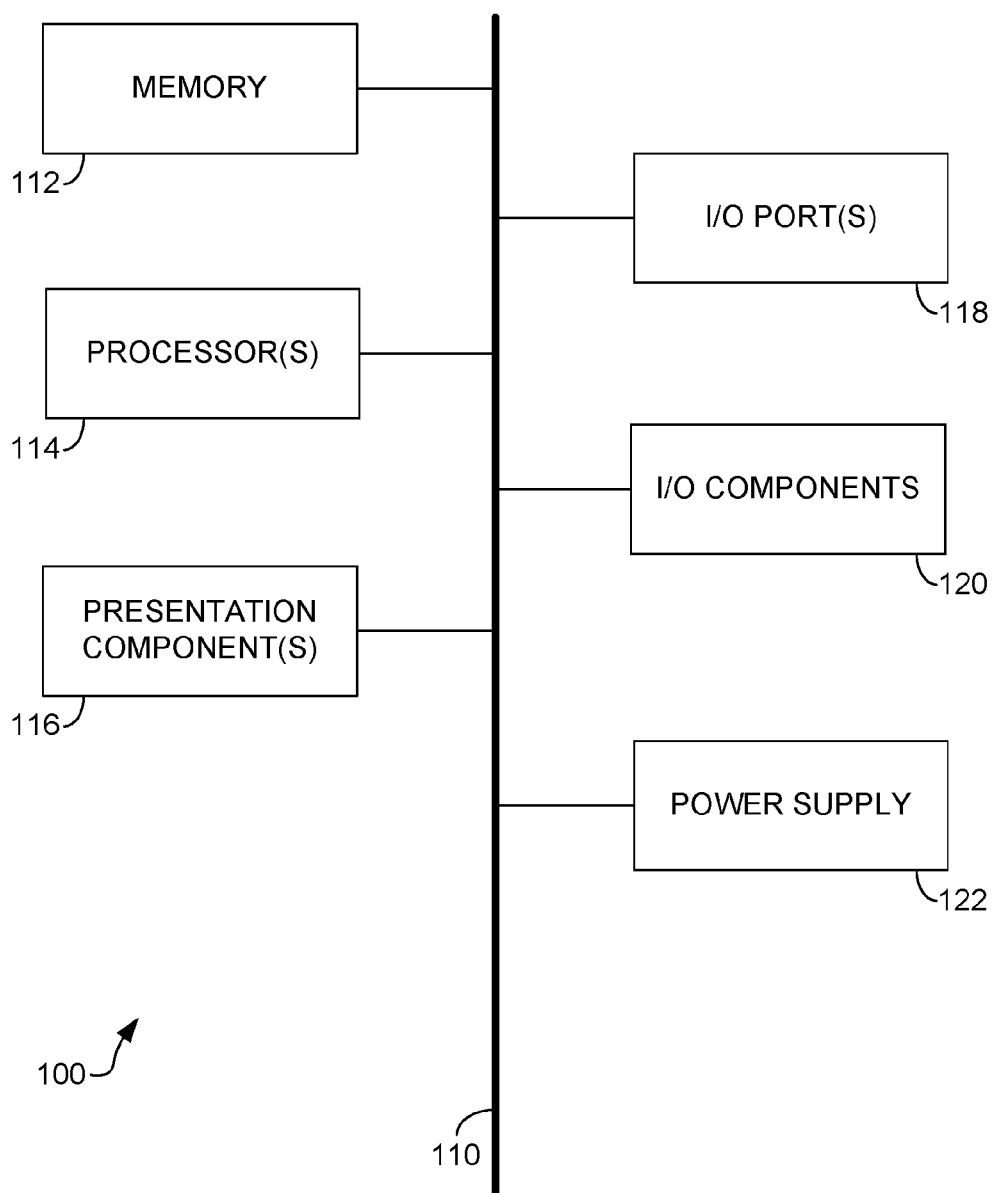 MEMORY
112
I/O PORT(S)
118
PROCESSOR(S)
114
I/O COMPONENTS
120
PRESENTATION
COMPONENT(S)
116
POWER SUPPLY
122
100
110